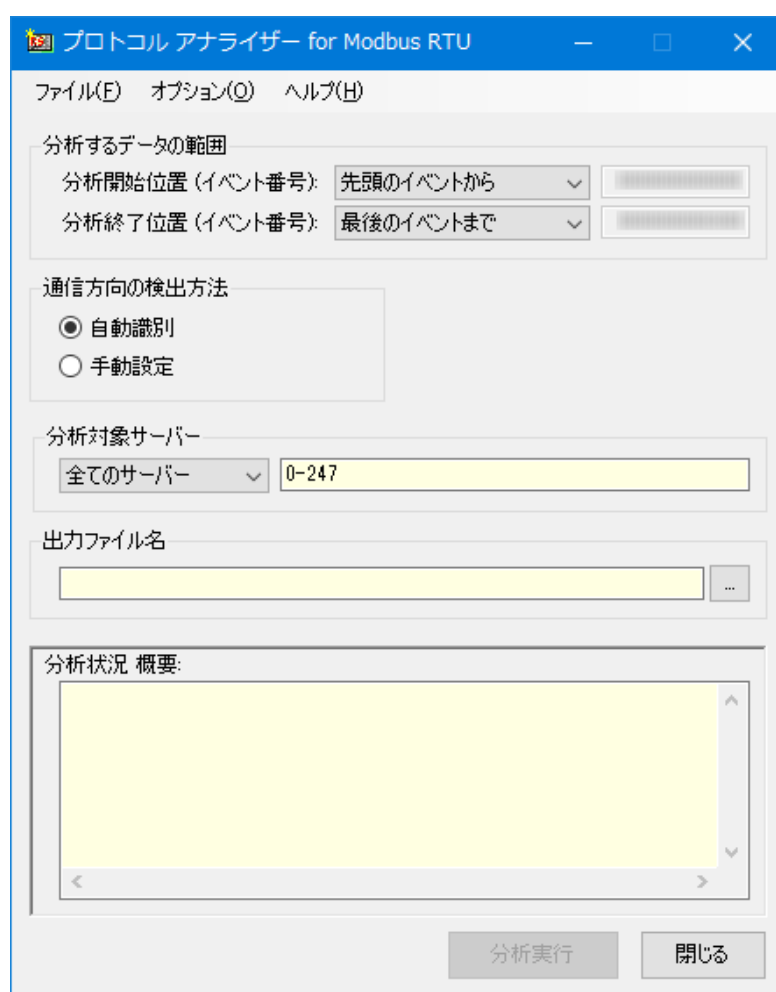 プロトコル アナライザー for Modbus RTU
ファイル(F) オプション(O) ヘルプ(H)
分析するデータの範囲
分析開始位置 (イベント番号): 先頭のイベントから
分析終了位置 (イベント番号): 最後のイベントまで
通信方向の検出方法
自動識別
手動設定
分析対象サーバー
全てのサーバー 0-247
出力ファイル名
...
分析状況 概要:
分析実行 閉じる